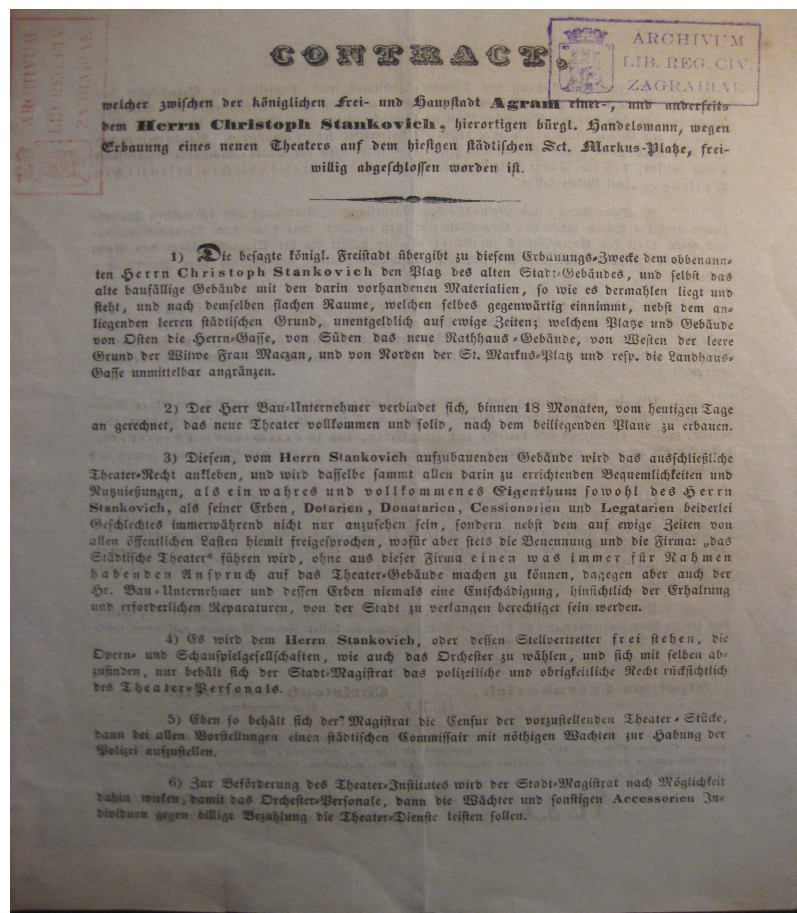 CONTRACT,
ARCHIVUM
LIB. REG. CIV.
ZAGRABIAE
ARCHIVUM
LIB. REG. CIV.
ZAGRABIAE
welcher zwischen der königlichen Frei- und Hauptstadt Agram einer-, und anderseits
dem Herrn Christoph Stankovich, hierortigen bürgl. Handelsmann, wegen
Erbauung eines neuen Theaters auf dem hiesigen städtischen Sct. Markus-Platze, frei-
willig abgeschlossen worden ist.
1) Die besagte königl. Freistadt übergibt zu diesem Erbauungs-Zwecke dem obbenann-
ten Herrn Christoph Stankovich den Platz des alten Stadt-Gebäudes, und selbst das
alte baufällige Gebäude mit den darin vorhandenen Materialien, so wie es dermahlen liegt und
steht, und nach demselben flachen Raume, welchen selbes gegenwärtig einnimmt, nebst dem an-
liegenden leeren städtischen Grund, unentgeldlich auf ewige Zeiten; welchem Platze und Gebäude
von Osten die Herrn-Gasse, von Süden das neue Rathhaus-Gebäude, von Westen der leere
Grund der Witwe Frau Maczan, und von Norden der St. Markus-Platz und resp. die Landhaus-
Gasse unmittelbar angränzen.
2) Der Herr Bau-Unternehmer verbindet sich, binnen 18 Monaten, vom heutigen Tage
an gerechnet, das neue Theater vollkommen und solid, nach dem beiliegenden Plane zu erbauen.
3) Diesem, vom Herrn Stankovich aufzubauenden Gebäude wird das ausschließliche
Theater-Recht ankleben, und wird dasselbe sammt allen darin zu errichtenden Bequemlichkeiten und
Nutznießungen, als ein wahres und vollkommenes Eigenthum sowohl des Herrn
Stankovich, als seiner Erben, Dotarien, Donatarien, Cessionarien und Legatarien beiderlei
Geschlechtes immerwährend nicht nur anzusehen sein, sondern nebst dem auf ewige Zeiten von
allen öffentlichen Lasten hiemit freigesprochen, wofür aber stets die Benennung und die Firma: „das
Städtische Theater“ führen wird, ohne aus dieser Firma einen was immer für Nahmen
habenden Anspruch auf das Theater-Gebäude machen zu können, dagegen aber auch der
Hr. Bau-Unternehmer und dessen Erben niemals eine Entschädigung, hinsichtlich der Erhaltung
und erforderlichen Reparaturen, von der Stadt zu verlangen berechtiget sein werden.
4) Es wird dem Herrn Stankovich, oder dessen Stellvertretter frei stehen, die
Opern- und Schauspielgesellschaften, wie auch das Orchester zu wählen, und sich mit selben ab-
zufinden, nur behält sich der Stadt-Magistrat das polizeiliche und obrigkeitliche Recht rücksichtlich
des Theater-Personals.
5) Eben so behält sich der Magistrat die Censur der vorzustellenden Theater-Stücke,
dann bei allen Vorstellungen einen städtischen Commissair mit nöthigen Wachten zur Habung der
Polizei aufzustellen.
6) Zur Beförderung des Theater-Institutes wird der Stadt-Magistrat nach Möglichkeit
dahin wirken, damit das Orchester-Personale, dann die Wächter und sonstigen Accessorien In-
dividuen gegen billige Bezahlung die Theater-Dienste leisten sollen.